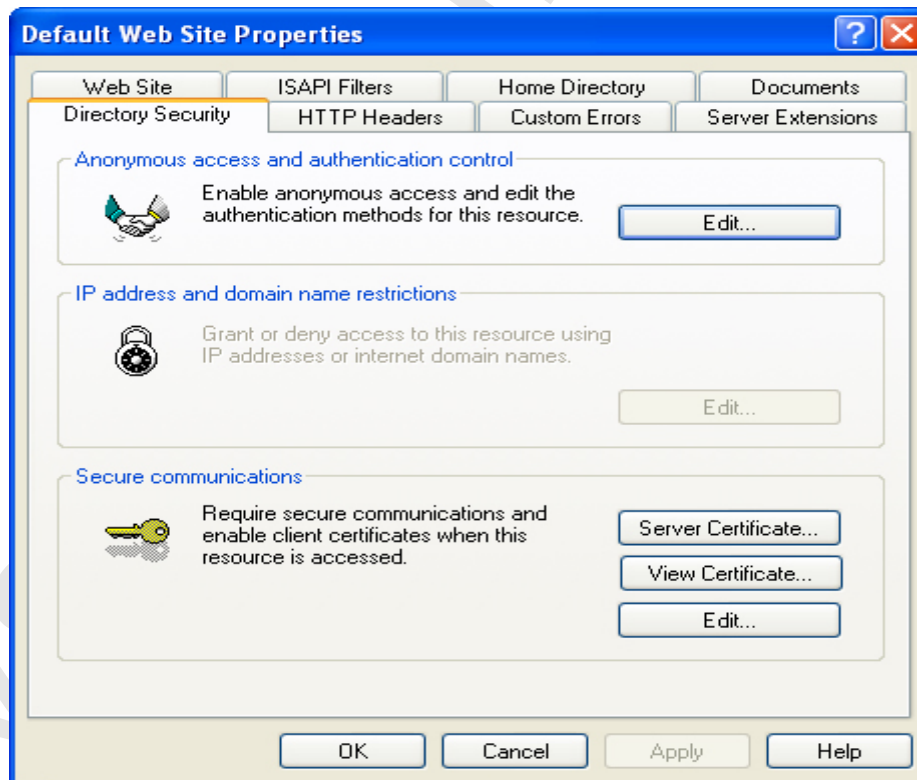 Default Web Site Properties
Web Site ISAPI Filters Home Directory Documents
Directory Security HTTP Headers Custom Errors Server Extensions
Anonymous access and authentication control
Enable anonymous access and edit the
authentication methods for this resource.
Edit...
IP address and domain name restrictions
Grant or deny access to this resource using
IP addresses or internet domain names.
Edit...
Secure communications
Require secure communications and
enable client certificates when this
resource is accessed.
Server Certificate...
View Certificate...
Edit...
OK Cancel Apply Help